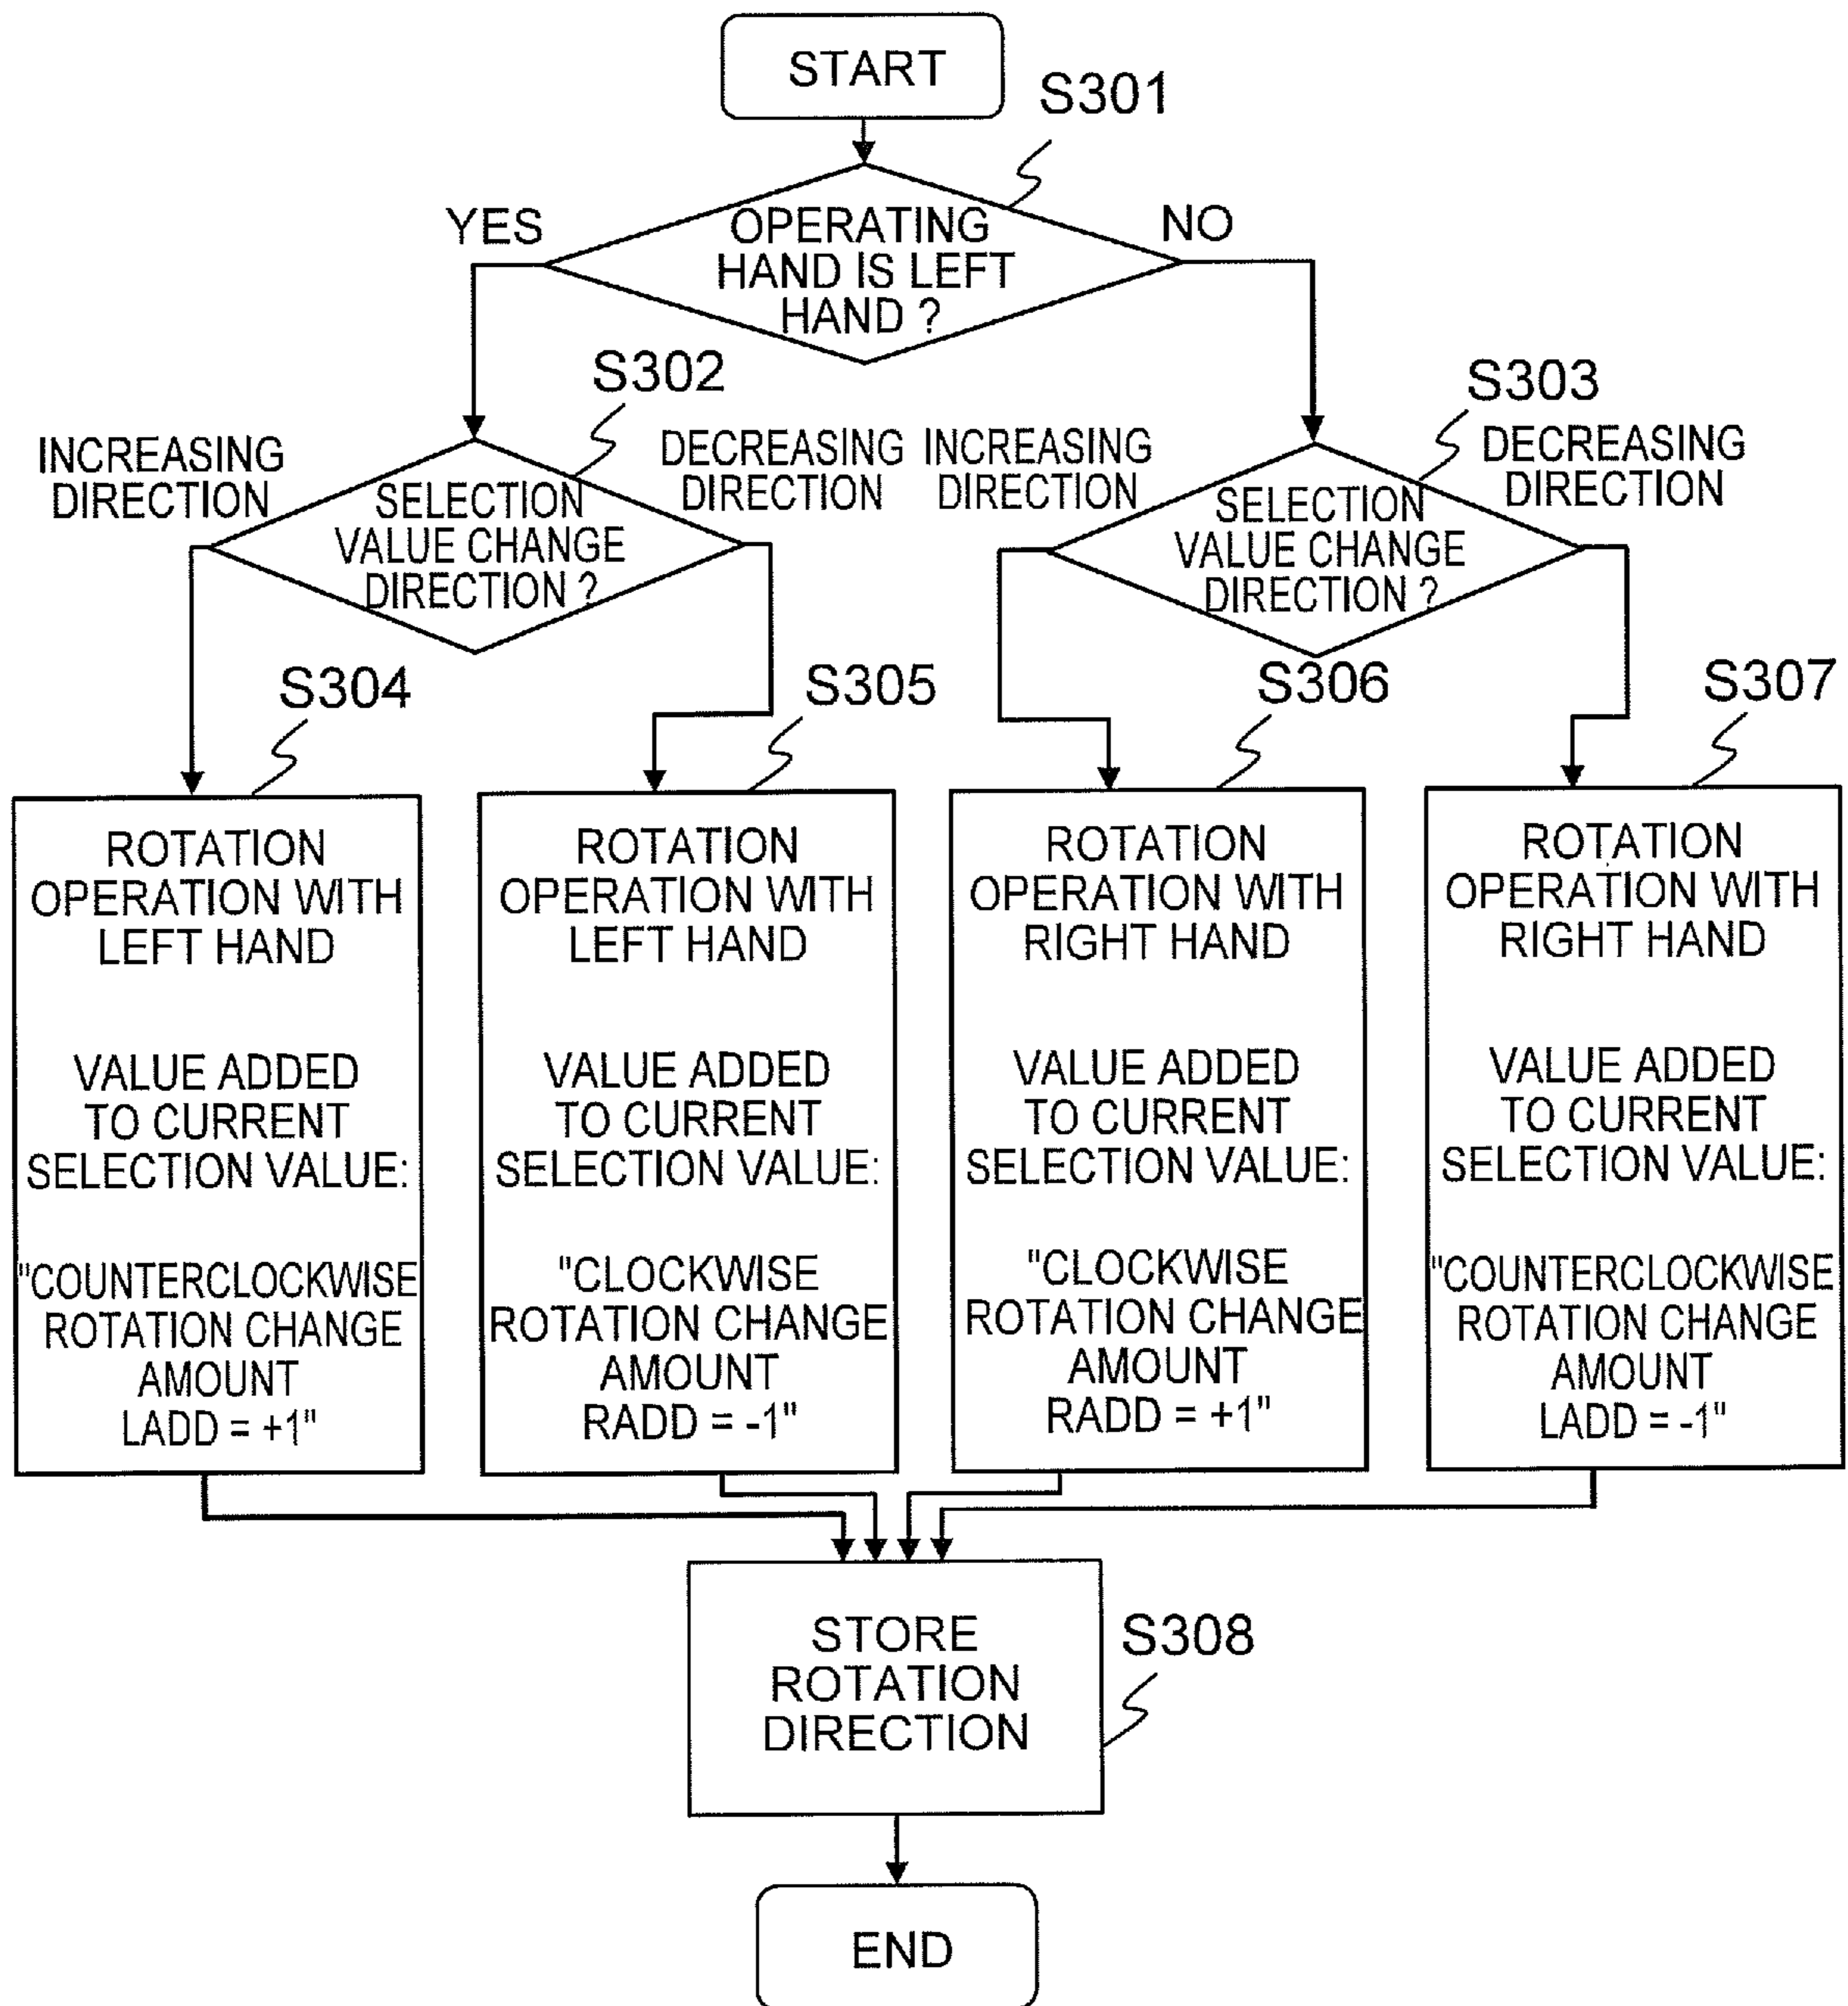 START
S301
YES
OPERATING
HAND IS LEFT
HAND ?
NO
S302
S303
INCREASING
DIRECTION
SELECTION
VALUE CHANGE
DIRECTION ?
DECREASING
DIRECTION
INCREASING
DIRECTION
SELECTION
VALUE CHANGE
DIRECTION ?
DECREASING
DIRECTION
S304
S305
S306
S307
ROTATION
OPERATION WITH
LEFT HAND
VALUE ADDED
TO CURRENT
SELECTION VALUE:
"COUNTERCLOCKWISE
ROTATION CHANGE
AMOUNT
LADD = +1"
ROTATION
OPERATION WITH
LEFT HAND
VALUE ADDED
TO CURRENT
SELECTION VALUE:
"CLOCKWISE
ROTATION CHANGE
AMOUNT
RADD = -1"
ROTATION
OPERATION WITH
RIGHT HAND
VALUE ADDED
TO CURRENT
SELECTION VALUE:
"CLOCKWISE
ROTATION CHANGE
AMOUNT
RADD = +1"
ROTATION
OPERATION WITH
RIGHT HAND
VALUE ADDED
TO CURRENT
SELECTION VALUE:
"COUNTERCLOCKWISE
ROTATION CHANGE
AMOUNT
LADD = -1"
STORE
ROTATION
DIRECTION
S308
END